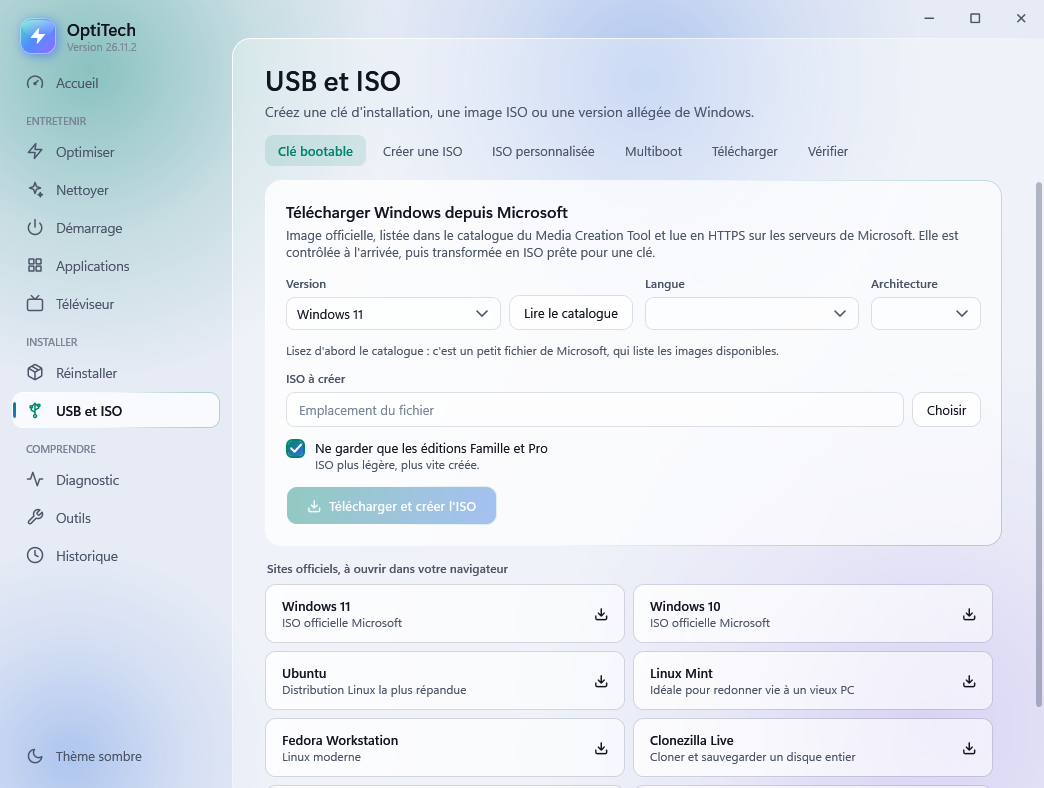 OptiTech
Version 26.11.2
Accueil
ENTRETENIR
Optimiser
Nettoyer
Démarrage
Applications
Téléviseur
INSTALLER
Réinstaller
USB et ISO
COMPRENDRE
Diagnostic
Outils
Historique
Thème sombre
USB et ISO
Créez une clé d'installation, une image ISO ou une version allégée de Windows.
Clé bootable
Créer une ISO
ISO personnalisée
Multiboot
Télécharger
Vérifier
Télécharger Windows depuis Microsoft
Image officielle, listée dans le catalogue du Media Creation Tool et lue en HTTPS sur les serveurs de Microsoft. Elle est
contrôlée à l'arrivée, puis transformée en ISO prête pour une clé.
Version
Langue
Architecture
Windows 11
Lire le catalogue
Lisez d'abord le catalogue : c'est un petit fichier de Microsoft, qui liste les images disponibles.
ISO à créer
Emplacement du fichier
Choisir
Ne garder que les éditions Famille et Pro
ISO plus légère, plus vite créée.
Télécharger et créer l'ISO
Sites officiels, à ouvrir dans votre navigateur
Windows 11
ISO officielle Microsoft
Windows 10
ISO officielle Microsoft
Ubuntu
Distribution Linux la plus répandue
Linux Mint
Idéale pour redonner vie à un vieux PC
Fedora Workstation
Linux moderne
Clonezilla Live
Cloner et sauvegarder un disque entier